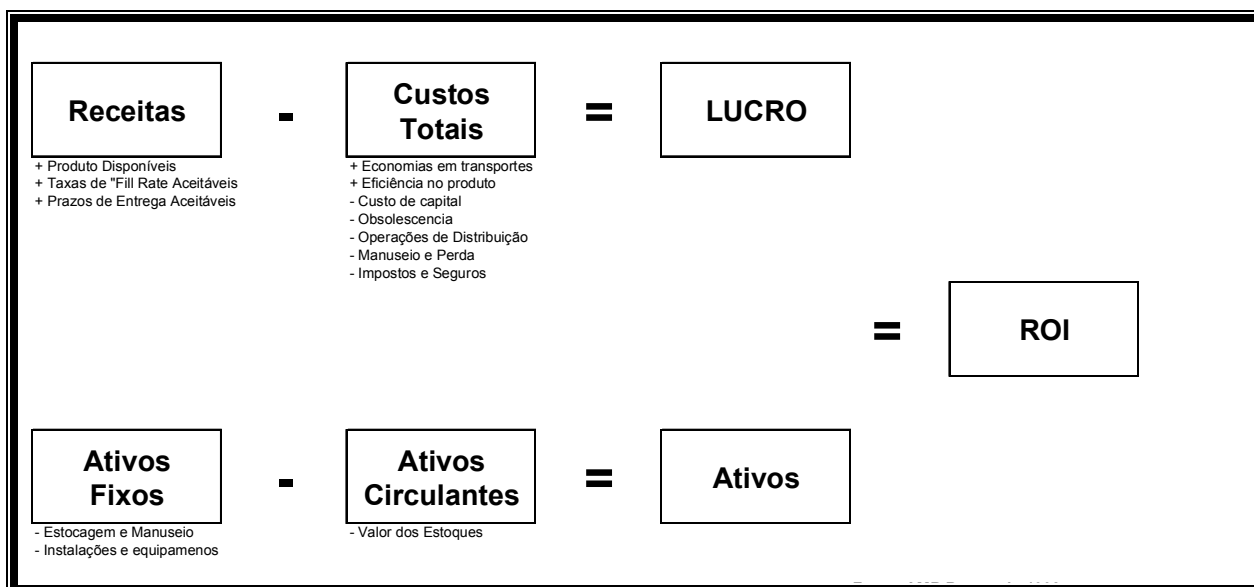 Receitas
-
Custos
Totais
=
LUCRO
+ Produto Disponíveis
+ Taxas de "Fill Rate Aceitáveis
+ Prazos de Entrega Aceitáveis
+ Economias em transportes
+ Eficiência no produto
- Custo de capital
- Obsolescencia
- Operações de Distribuição
- Manuseio e Perda
- Impostos e Seguros
=
ROI
Ativos
Fixos
-
Ativos
Circulantes
=
Ativos
- Estocagem e Manuseio
- Instalações e equipamenos
- Valor dos Estoques